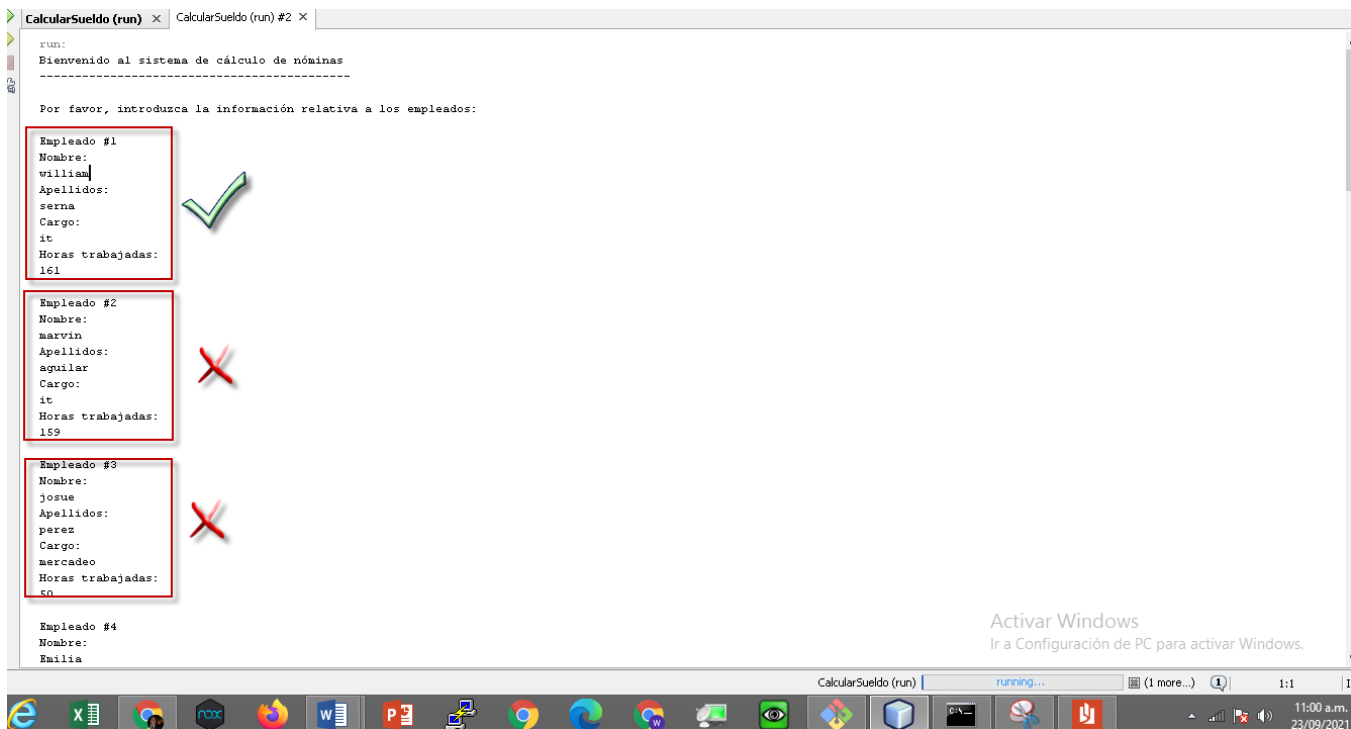 CalcularSueldo (run) ×
CalcularSueldo (run) #2 ×
run:
Bienvenido al sistema de cálculo de nóminas
--------------------------------------------
Por favor, introduzca la información relativa a los empleados:
Empleado #1
Nombre:
william
Apellidos:
serna
Cargo:
it
Horas trabajadas:
161
Empleado #2
Nombre:
marvin
Apellidos:
aguilar
Cargo:
it
Horas trabajadas:
159
Empleado #3
Nombre:
josue
Apellidos:
perez
Cargo:
mercadeo
Horas trabajadas:
50
Empleado #4
Nombre:
Emilia
Activar Windows
Ir a Configuración de PC para activar Windows.
CalcularSueldo (run)
running...
(1 more...)
1
1:1
nox
11:00 a.m.
23/09/2021